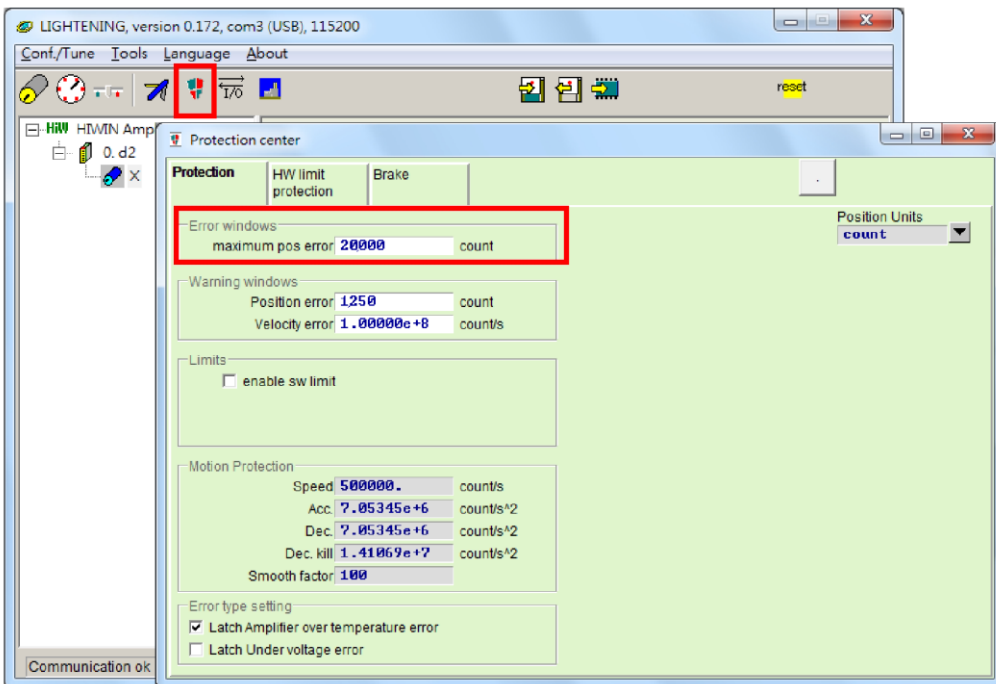 LIGHTENING, version 0.172, com3 (USB), 115200
Conf./Tune Tools Language About
I/O
reset
HIWIN Ampl
0. d2
X
Protection center
Protection
HW limit protection
Brake
.
Position Units
count
Error windows
maximum pos error 20000 count
Warning windows
Position error 1250 count
Velocity error 1.00000e+8 count/s
Limits
enable sw limit
Motion Protection
Speed 500000. count/s
Acc. 7.05345e+6 count/s^2
Dec. 7.05345e+6 count/s^2
Dec. kill 1.41069e+7 count/s^2
Smooth factor 100
Error type setting
Latch Amplifier over temperature error
Latch Under voltage error
Communication ok